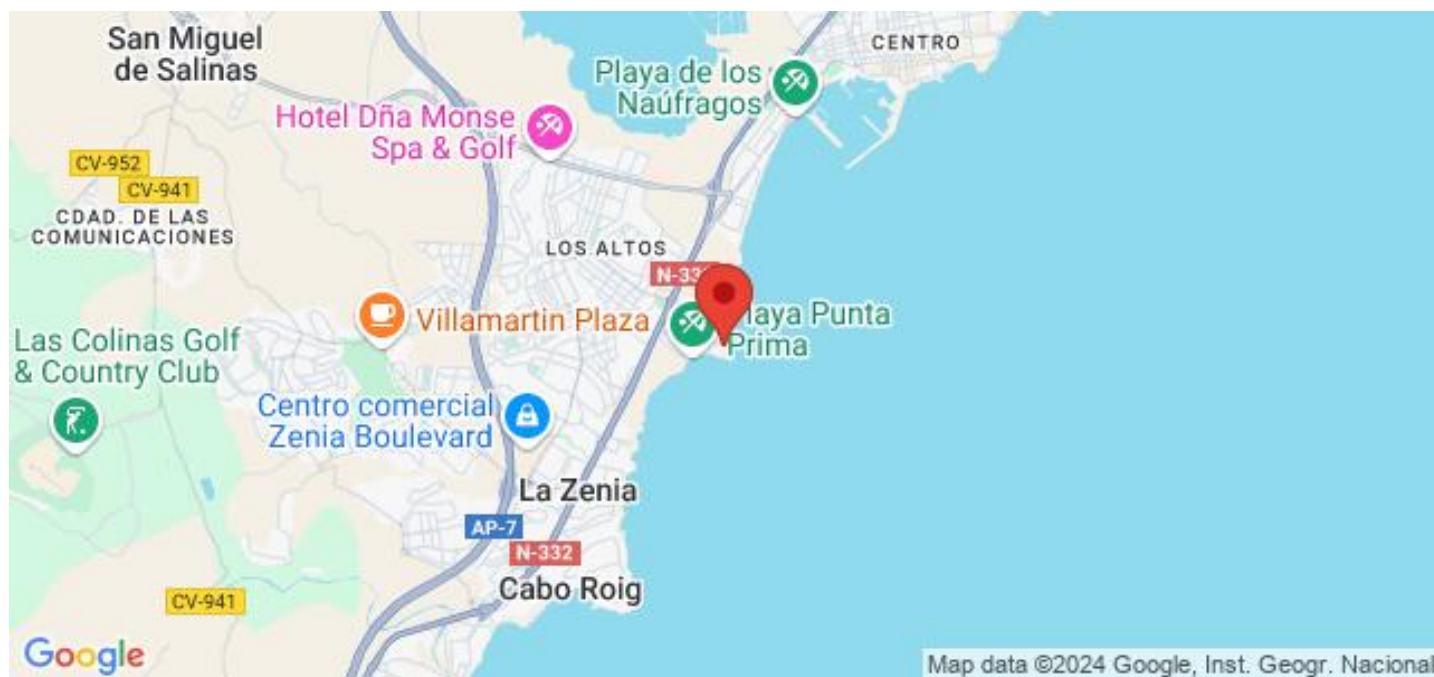 San Miguel
de Salinas
CENTRO
Playa de los
Naúfragos
Hotel Dña Monse
Spa & Golf
CV-952
CV-941
CDAD. DE LAS
COMUNICACIONES
LOS ALTOS
Villamartin Plaza
Punta
Prima
Las Colinas Golf
& Country Club
Centro comercial
Zenia Boulevard
La Zenia
AP-7
N-332
Cabo Roig
CV-941
Google
Map data ©2024 Google, Inst. Geogr. Nacional